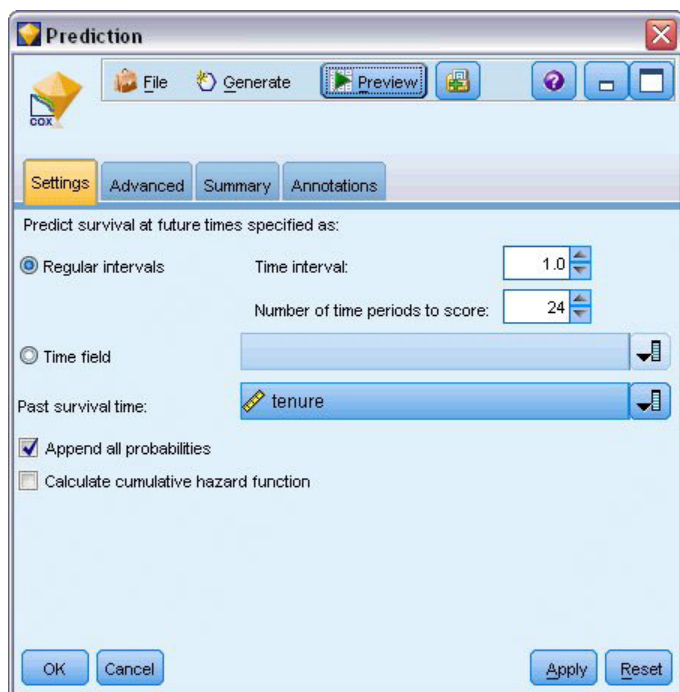 Prediction
File Generate Preview
COX
Settings Advanced Summary Annotations
Predict survival at future times specified as:
Regular intervals Time interval: 1.0
Number of time periods to score: 24
Time field
Past survival time: tenure
Append all probabilities
Calculate cumulative hazard function
OK Cancel Apply Reset